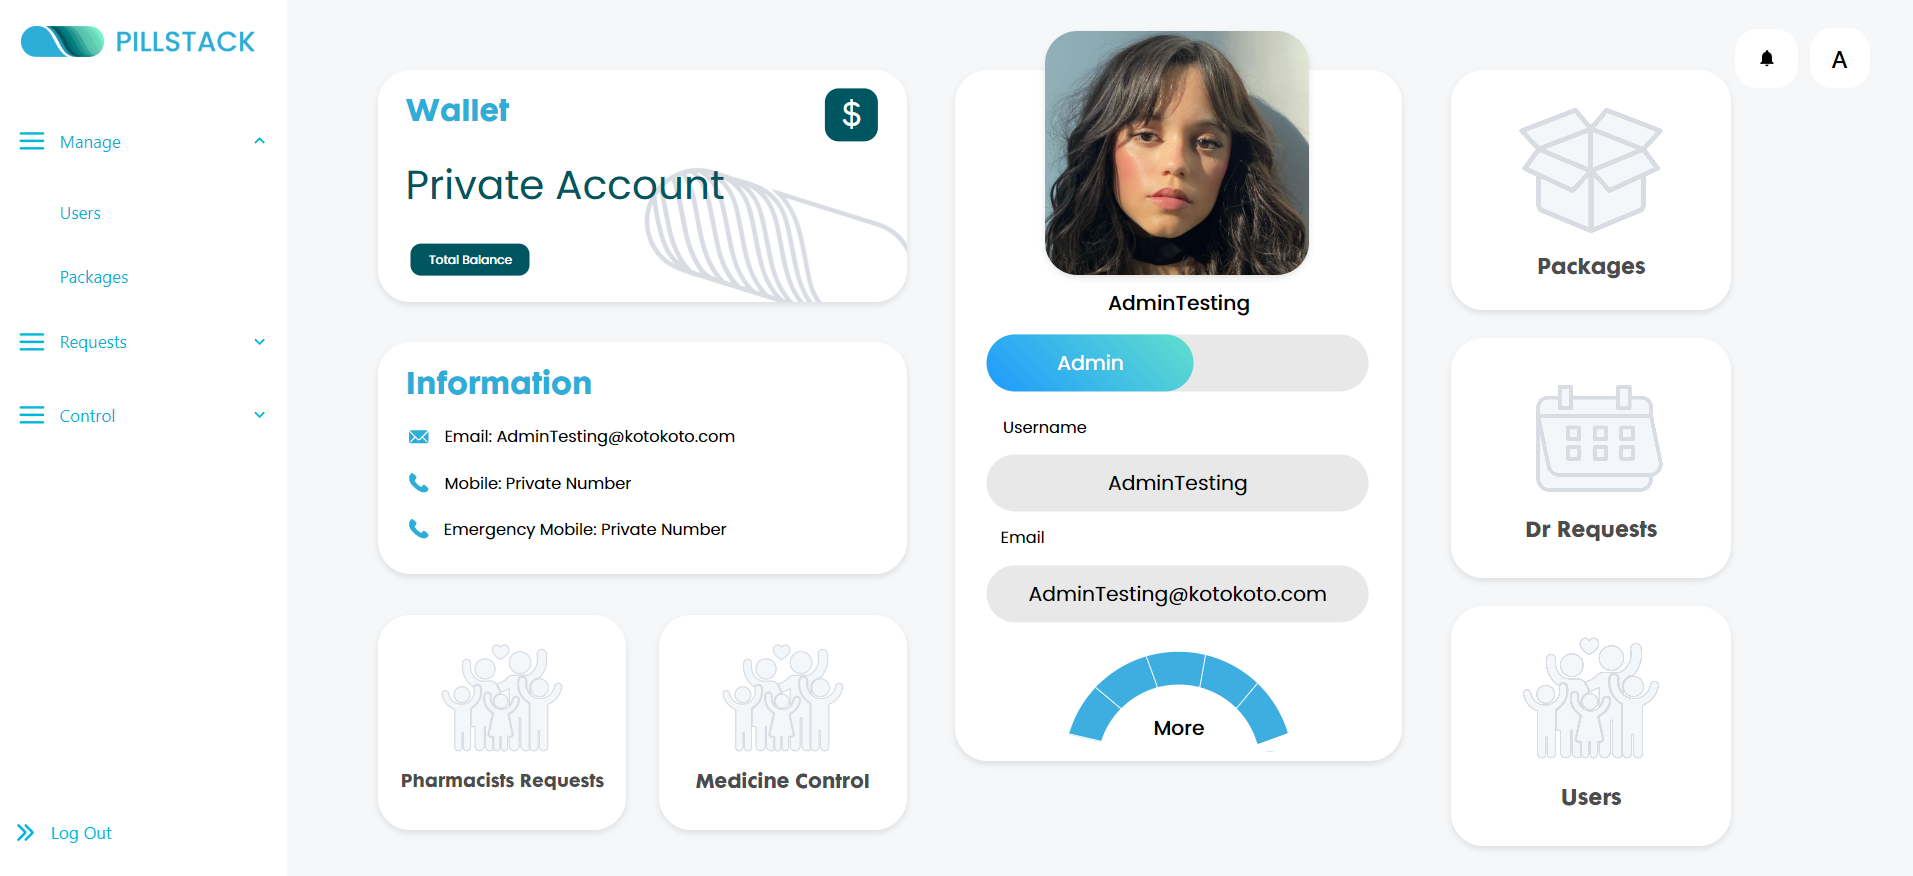 PILLSTACK
Manage
Users
Packages
Requests
Control
Log Out
Wallet
$
Private Account
Total Balance
Information
Email: AdminTesting@kotokoto.com
Mobile: Private Number
Emergency Mobile: Private Number
Pharmacists Requests
Medicine Control
AdminTesting
Admin
Username
AdminTesting
Email
AdminTesting@kotokoto.com
More
A
Packages
Dr Requests
Users